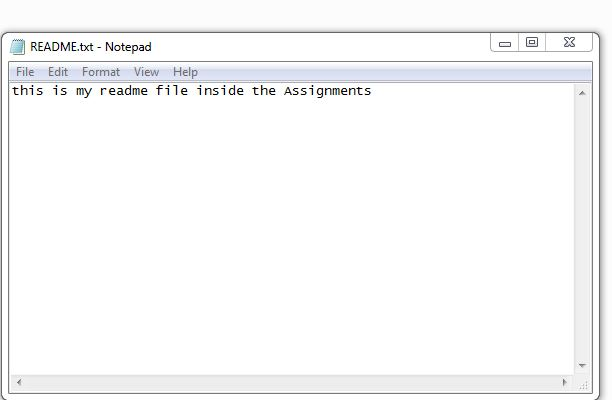 README.txt - Notepad
File Edit Format View Help
this is my readme file inside the Assignments